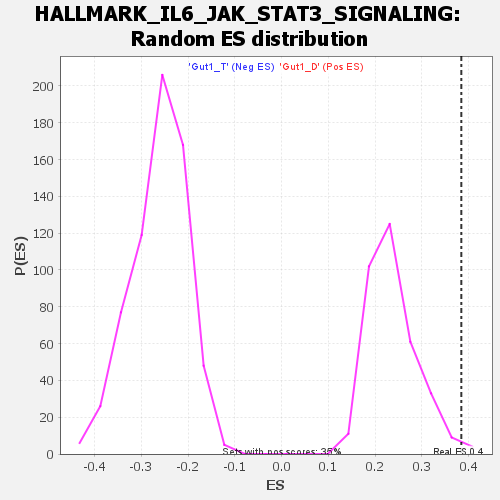 HALLMARK_IL6_JAK_STAT3_SIGNALING:
Random ES distribution
'Gut1_T' (Neg ES) 'Gut1_D' (Pos ES)
P(ES)
200
180
160
140
120
100
80
60
40
20
0
Sets with pos scores: 35%
Real ES 0.4
-0.4 -0.3 -0.2 -0.1 0.0 0.1 0.2 0.3 0.4
ES